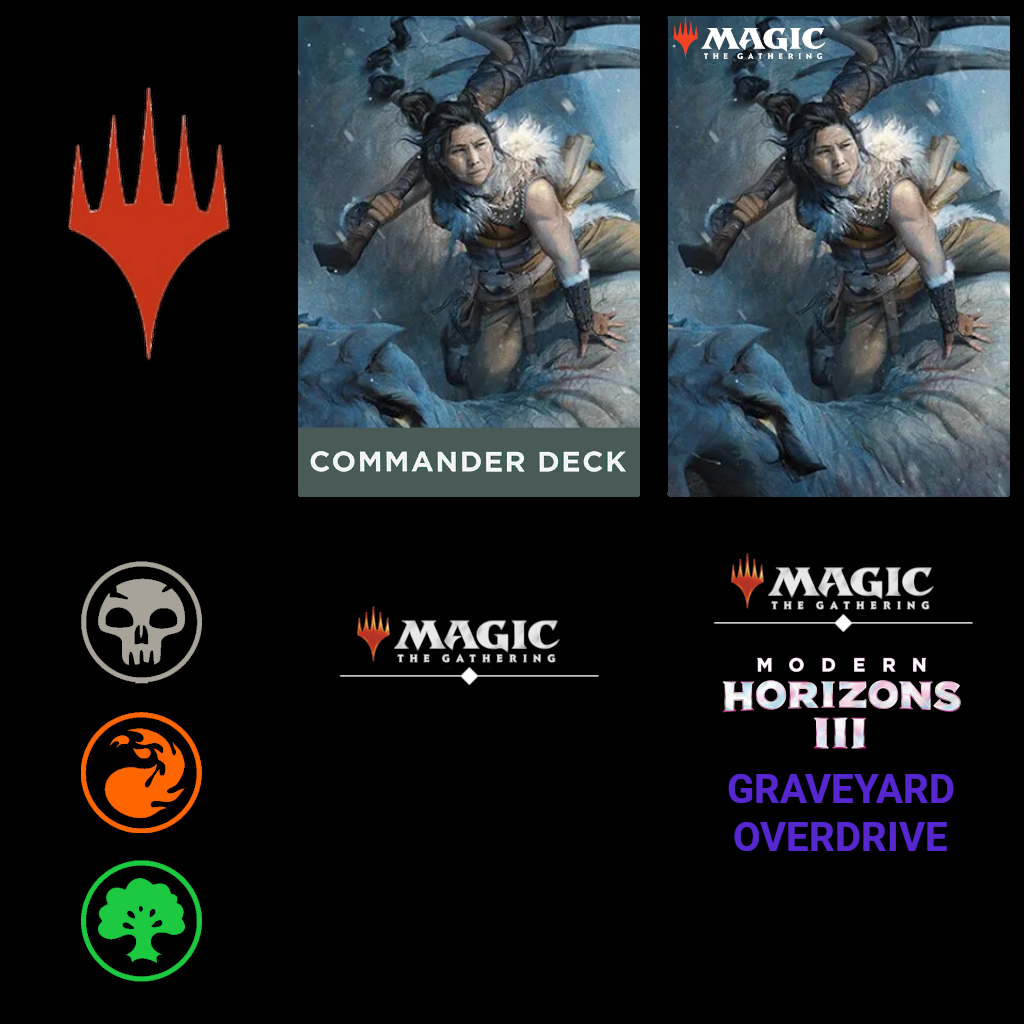 MAGIC
THE GATHERING
COMMANDER DECK
MAGIC
THE GATHERING
MAGIC
THE GATHERING
MODERN
HORIZONS
III
GRAVEYARD
OVERDRIVE